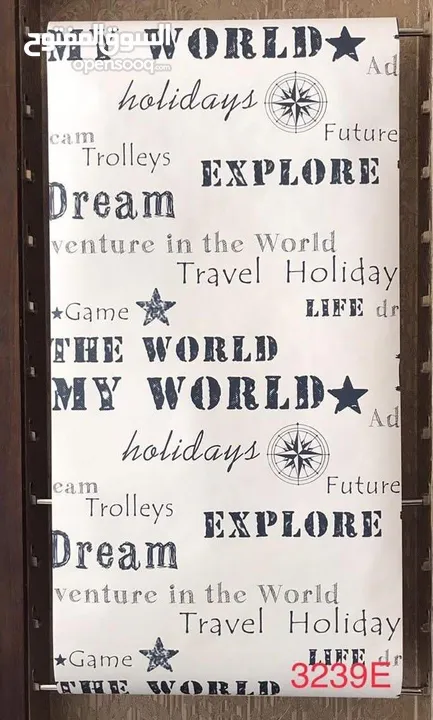 MY WORLD
السوق المفتوح
opensooq.com
Ad
holidays
Future
eam
Trolleys
EXPLORE
Dream
venture in the World
Travel Holiday
Game
LIFE dr
THE WORLD
MY WORLD
Ad
holidays
Future
eam
Trolleys
EXPLORE
Dream
venture in the World
Travel Holiday
Game
LIFE dr
3239E
THE WORLD